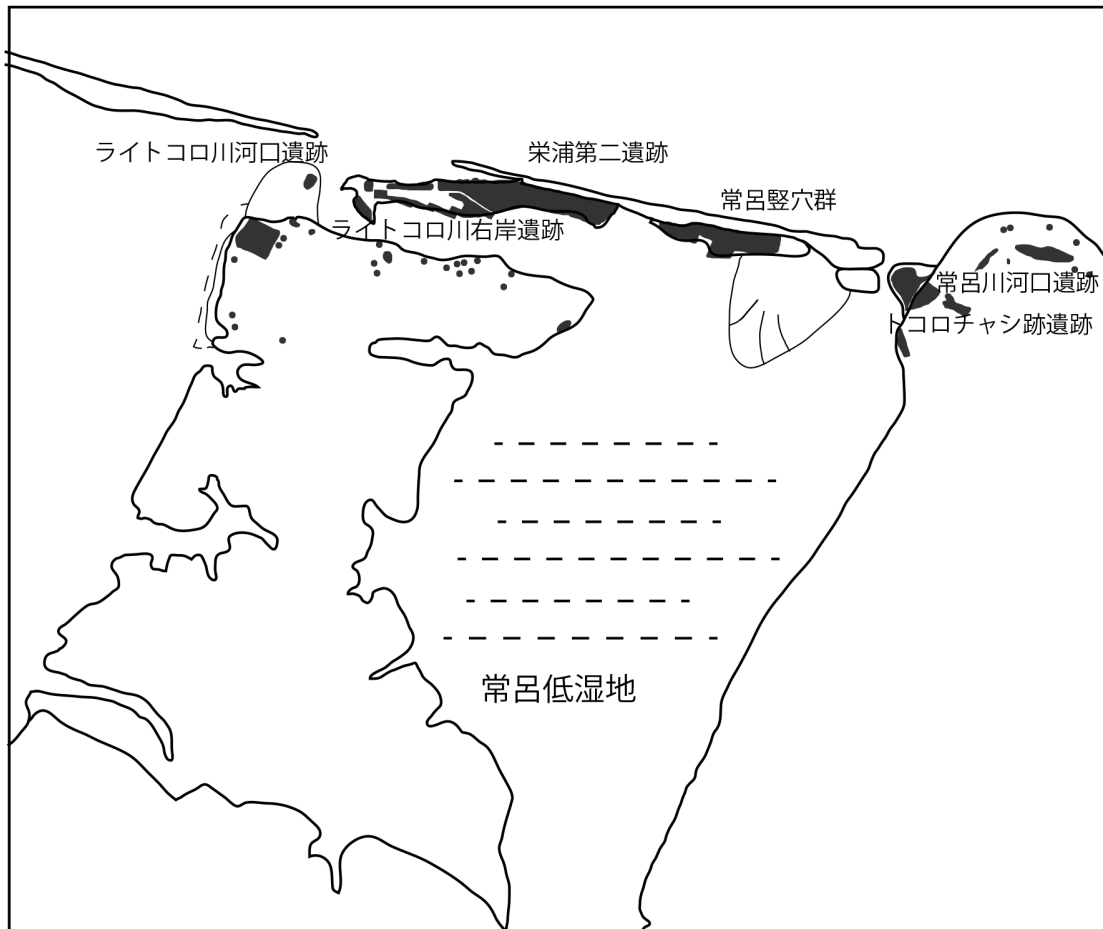 ライトコロ川河口遺跡
栄浦第二遺跡
常呂竪穴群
ライトコロ川右岸遺跡
常呂川河口遺跡
トコロチャシ跡遺跡
常呂低湿地